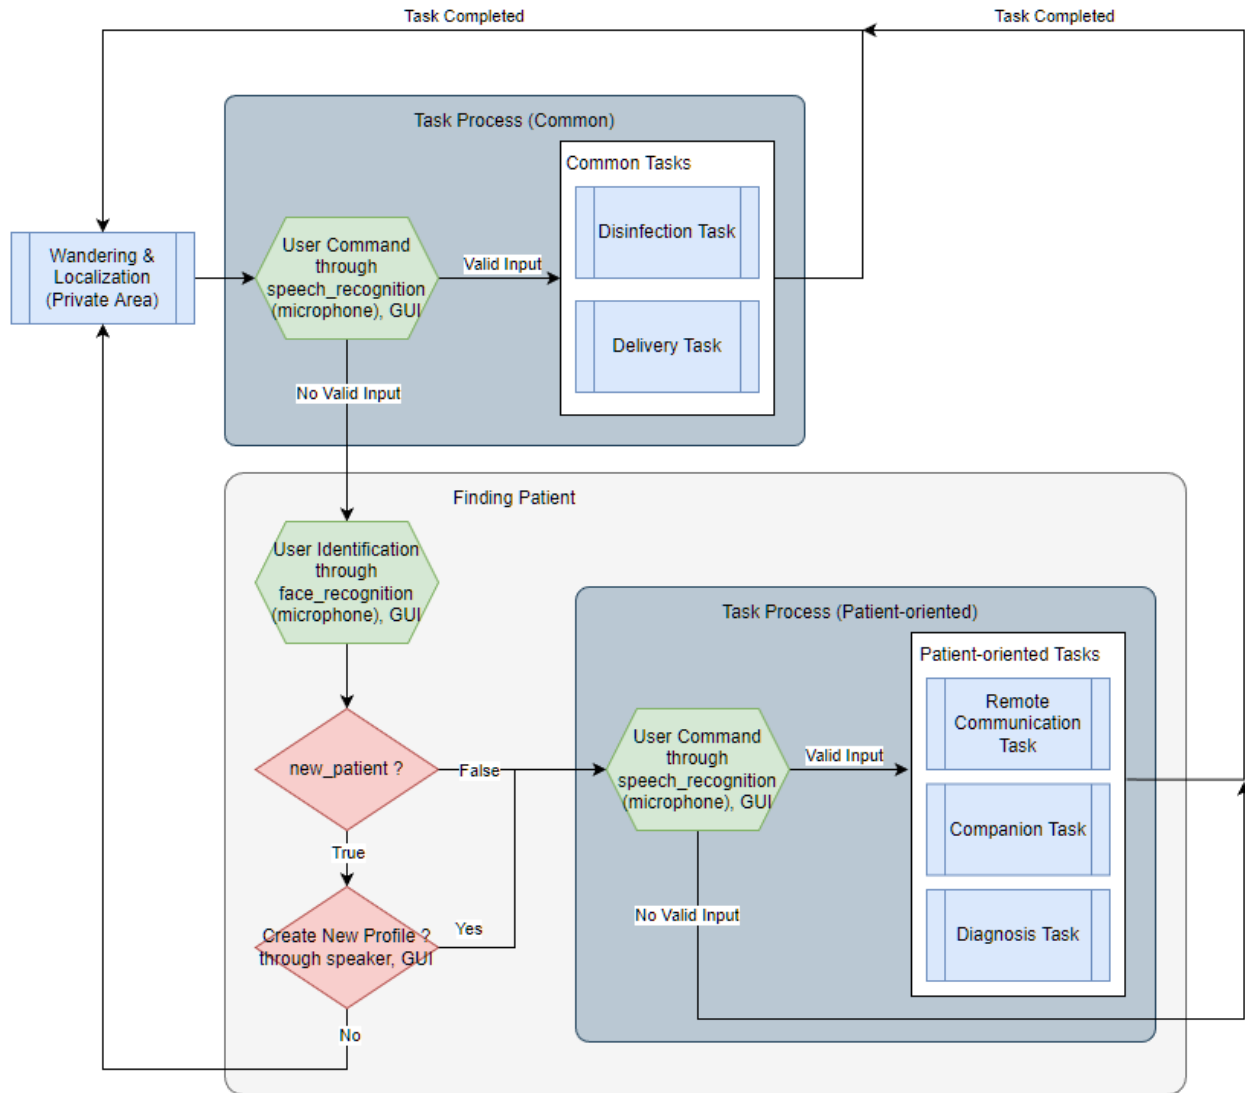 Task Completed
Task Completed
Task Process (Common)
Common Tasks
User Command
through
speech_recognition
(microphone), GUI
Valid Input
Disinfection Task
Wandering &
Localization
(Private Area)
Delivery Task
No Valid Input
Finding Patient
User Identification
through
face_recognition
(microphone), GUI
Task Process (Patient-oriented)
Patient-oriented Tasks
Remote
Communication
Task
User Command
through
speech_recognition
(microphone), GUI
Valid Input
new_patient ?
False
Companion Task
True
No Valid Input
Create New Profile ?
through speaker, GUI
Yes
Diagnosis Task
No